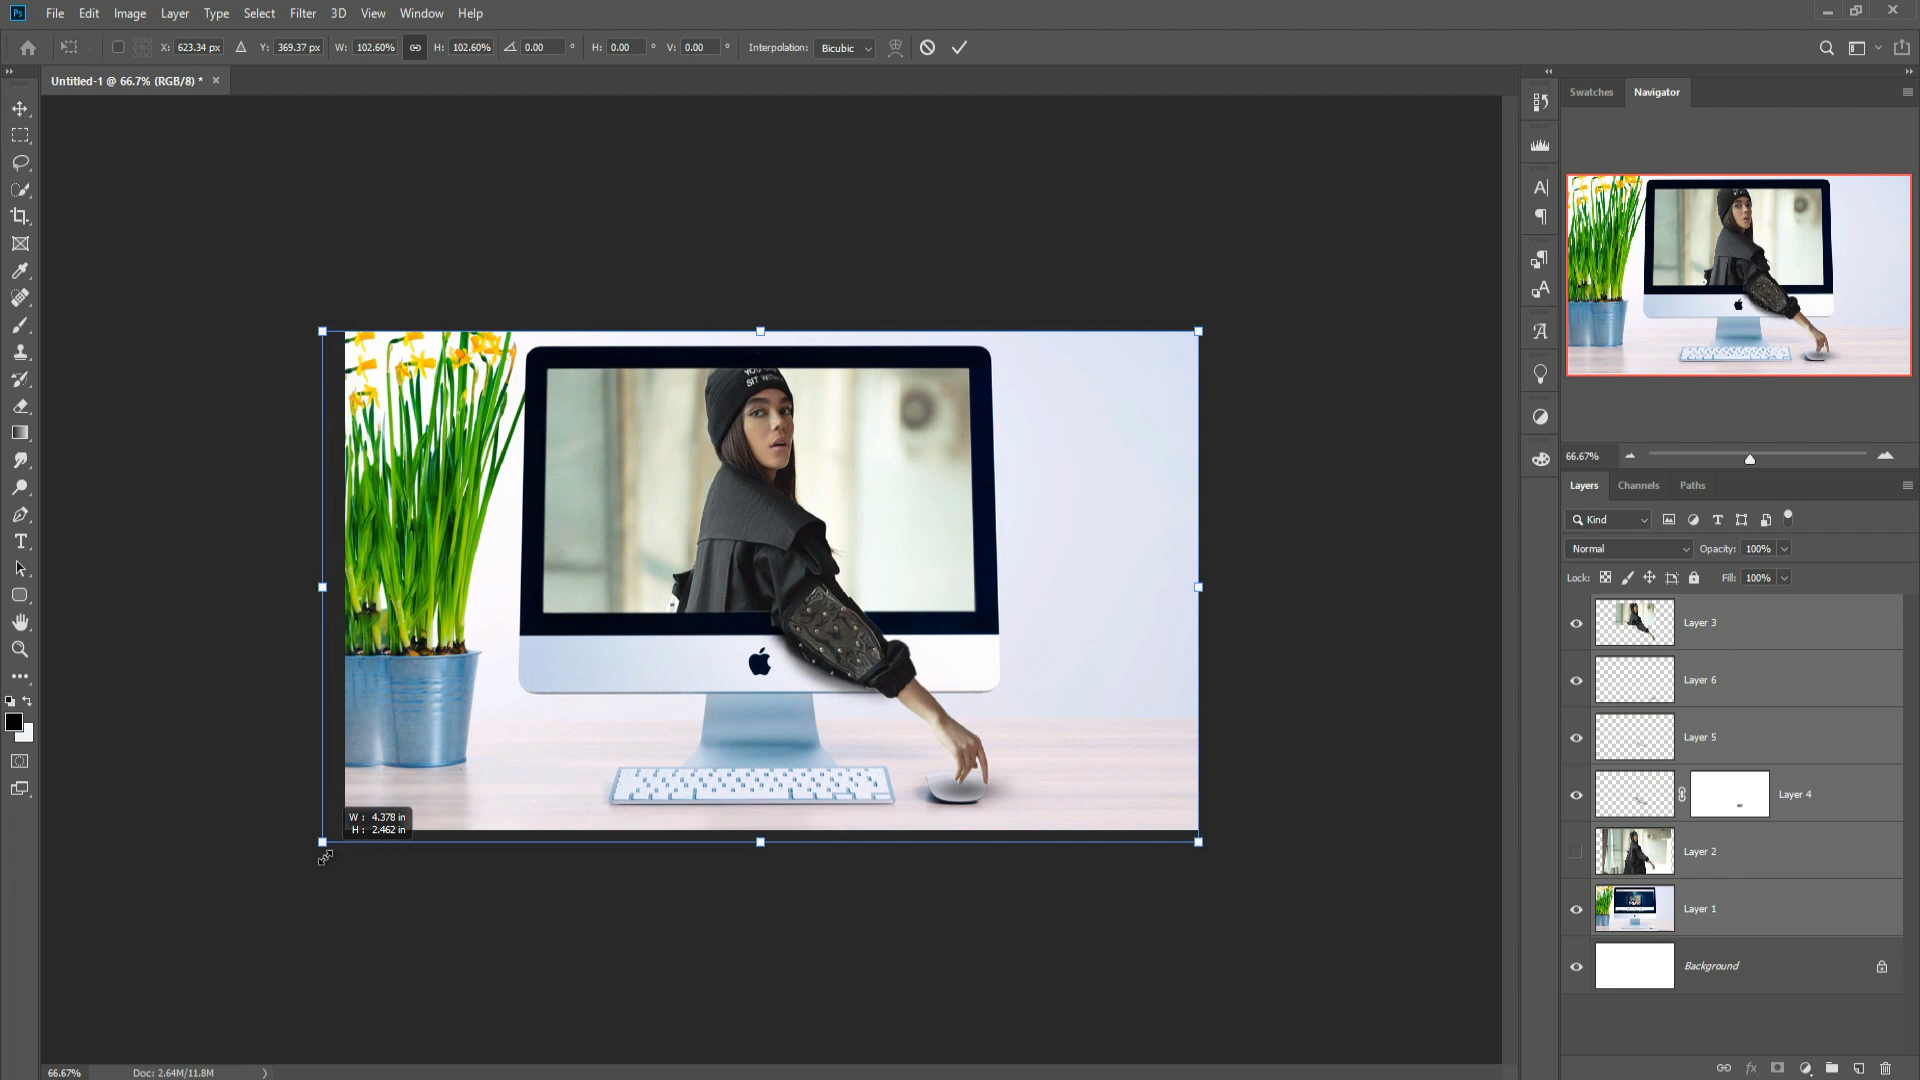 Ps File Edit Image Layer Type Select Filter 3D View Window Help
X: 623.34 px Y: 369.37 px W: 102.60% H: 102.60% 0.00 ° H: 0.00 ° V: 0.00 ° Interpolation: Bicubic
Untitled-1 @ 66.7% (RGB/8) * ×
Swatches Navigator
YOU
SIT WITH
W : 4.378 in
H : 2.462 in
66.67%
Layers Channels Paths
Kind
Normal Opacity: 100%
Lock: Fill: 100%
Layer 3
Layer 6
Layer 5
Layer 4
Layer 2
Layer 1
Background
fx
66.67% Doc: 2.64M/11.8M